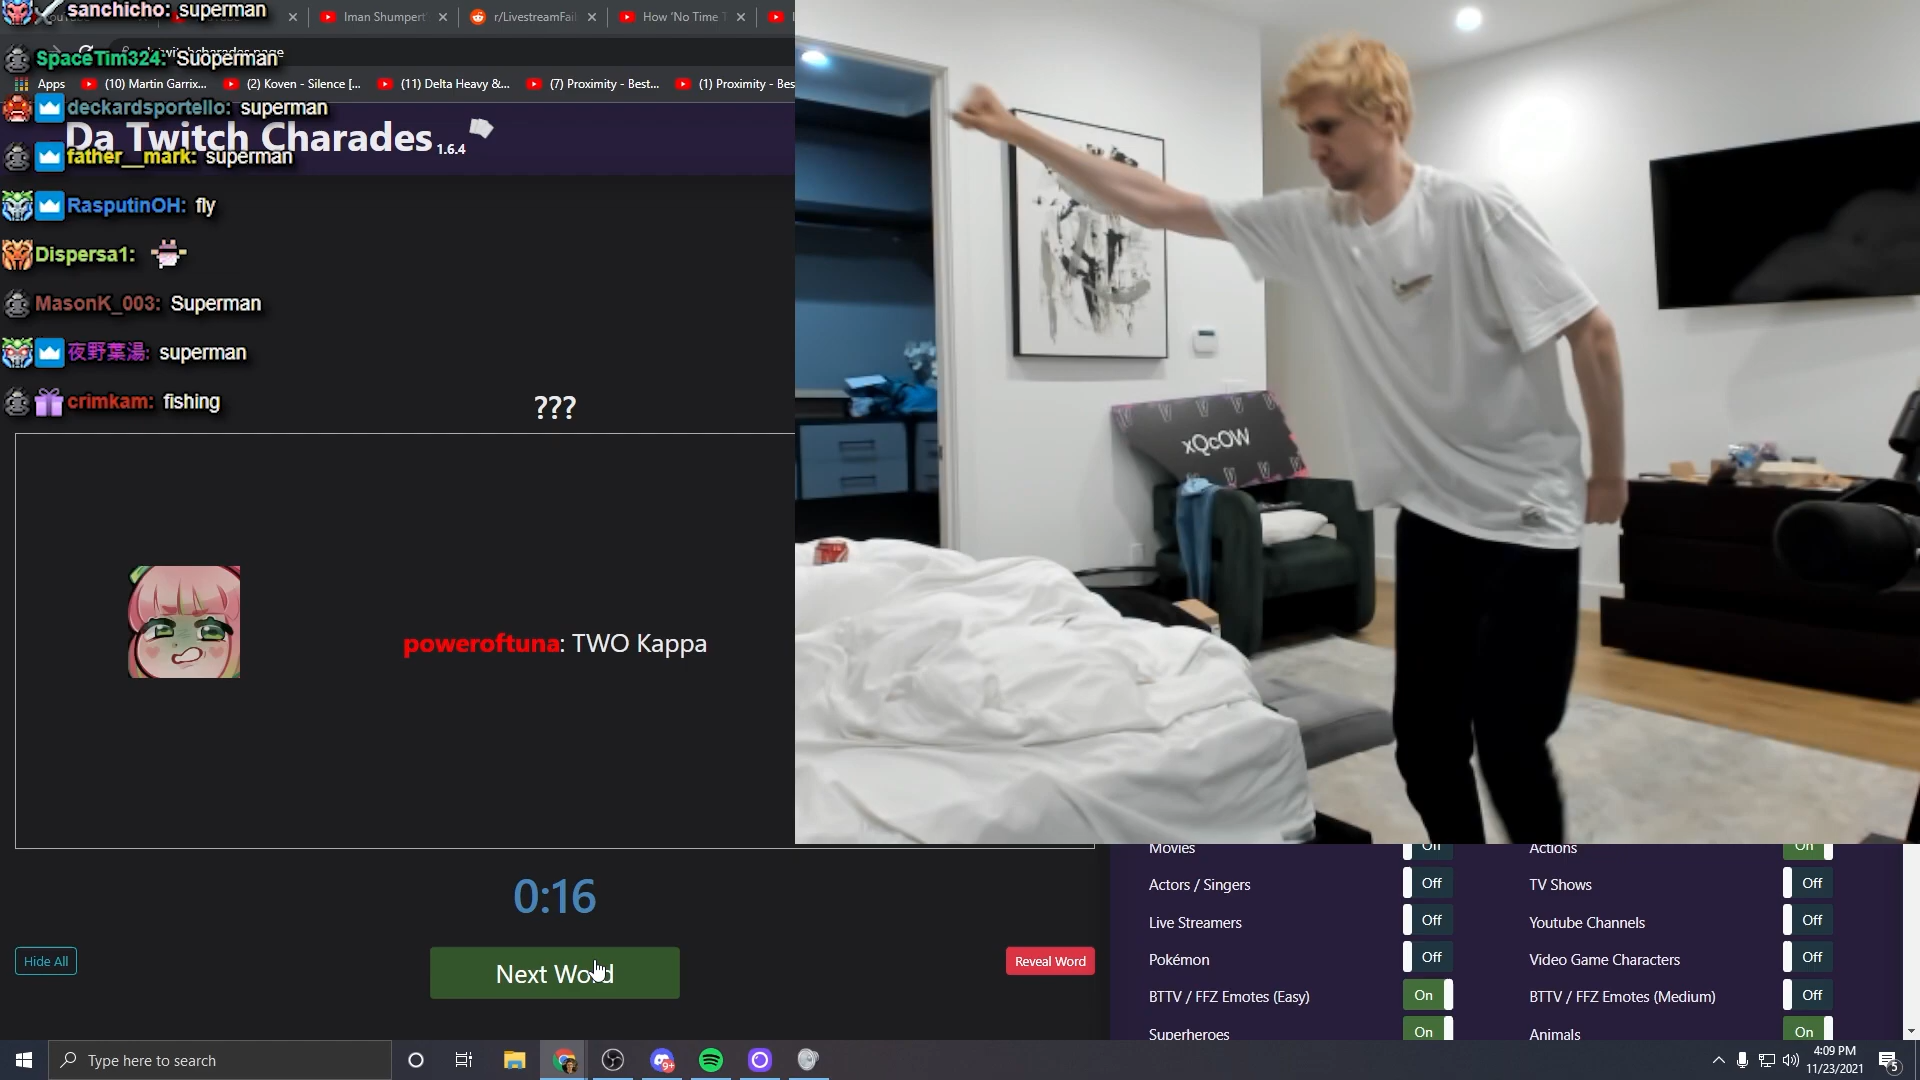 sanchicho: superman
Iman Shumpert'
r/LivestreamFail
How 'No Time T
SpaceTim324: Suoperman
Apps
(10) Martin Garrix...
(2) Koven - Silence [...
(11) Delta Heavy &...
(7) Proximity - Best...
(1) Proximity - Bes
deckardsportello: superman
Da Twitch Charades 1.6.4
father__mark: superman
RasputinOH: fly
Dispersa1:
MasonK_003: Superman
夜野葉湯: superman
crimkam: fishing
???
xQcOW
poweroftuna: TWO Kappa
0:16
Hide All
Next Word
Reveal Word
Movies Off
Actions On
Actors / Singers Off
TV Shows Off
Live Streamers Off
Youtube Channels Off
Pokémon Off
Video Game Characters Off
BTTV / FFZ Emotes (Easy) On
BTTV / FFZ Emotes (Medium) Off
Superheroes On
Animals On
Type here to search
9+
4:09 PM
11/23/2021
5